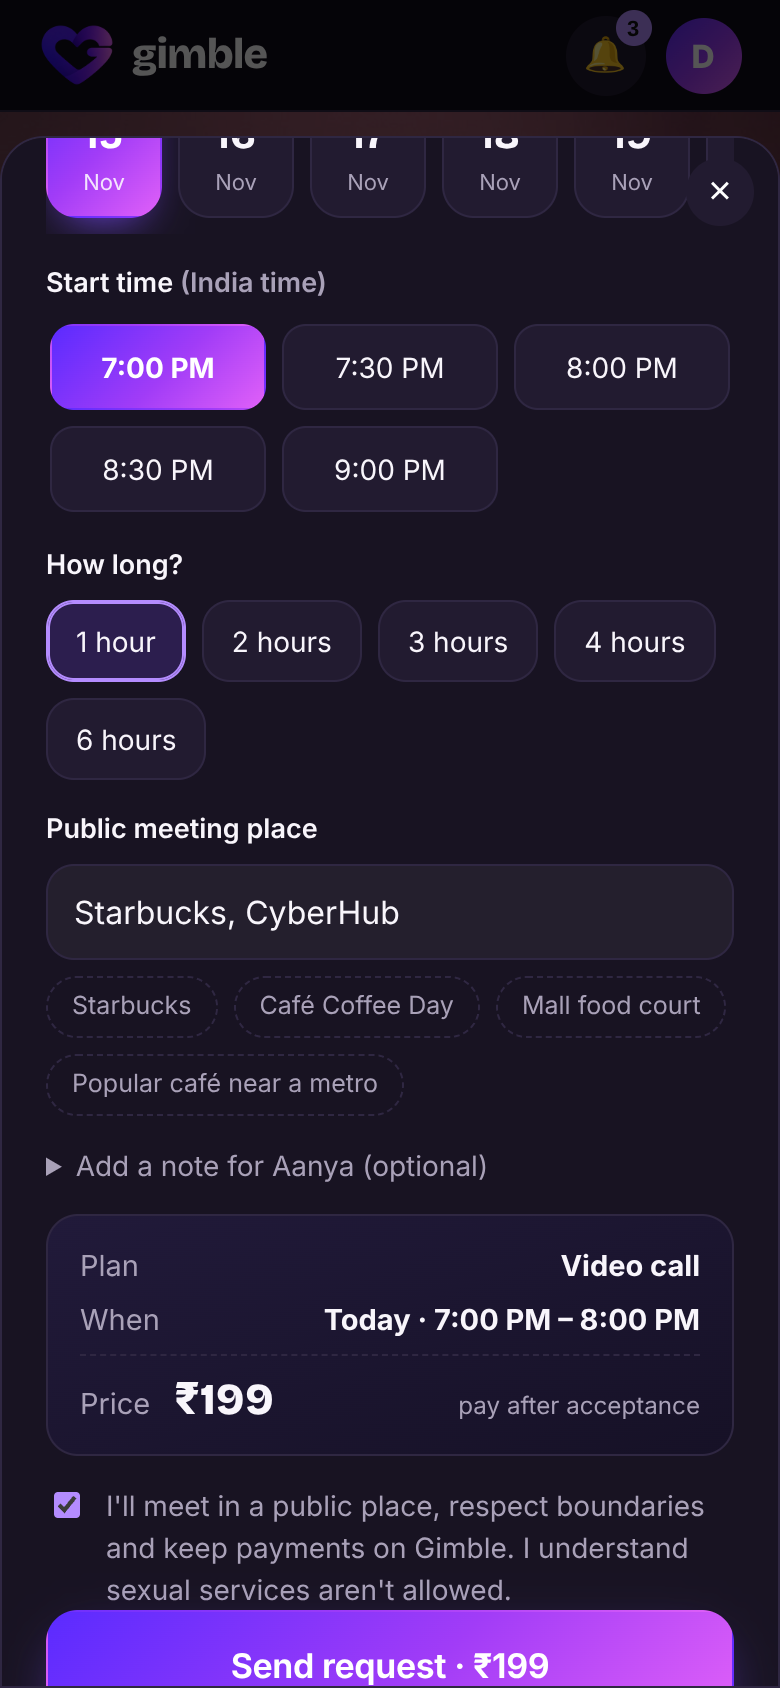 gimble
3
D
15 16 17 18 19
Nov Nov Nov Nov Nov
Start time (India time)
7:00 PM 7:30 PM 8:00 PM
8:30 PM 9:00 PM
How long?
1 hour 2 hours 3 hours 4 hours
6 hours
Public meeting place
Starbucks, CyberHub
Starbucks Café Coffee Day Mall food court
Popular café near a metro
Add a note for Aanya (optional)
Plan Video call
When Today · 7:00 PM – 8:00 PM
Price ₹199 pay after acceptance
I'll meet in a public place, respect boundaries
and keep payments on Gimble. I understand
sexual services aren't allowed.
Send request · ₹199